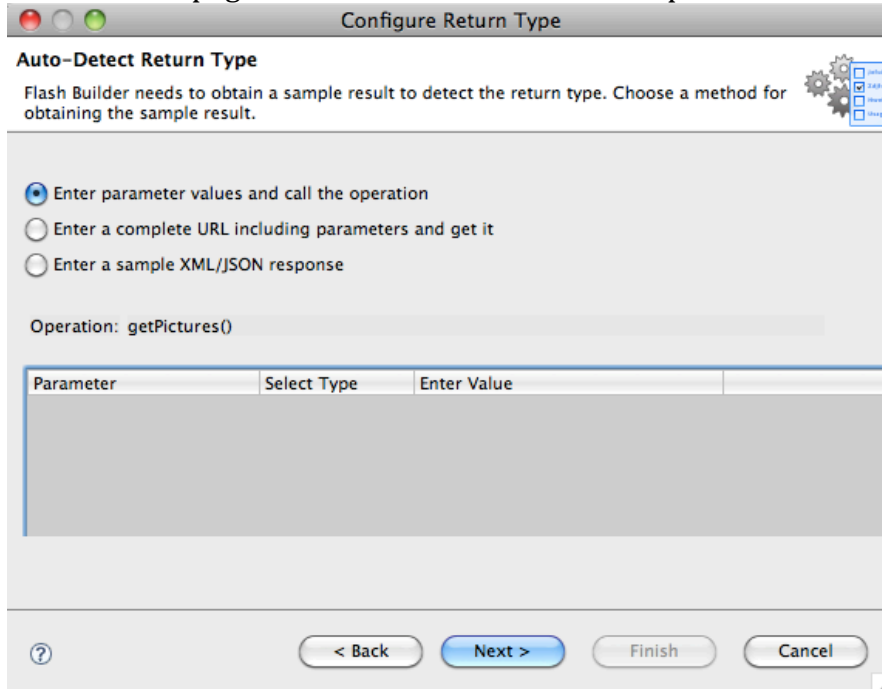 Configure Return Type
Auto-Detect Return Type
Flash Builder needs to obtain a sample result to detect the return type. Choose a method for
obtaining the sample result.
Enter parameter values and call the operation
Enter a complete URL including parameters and get it
Enter a sample XML/JSON response
Operation: getPictures()
Parameter Select Type Enter Value
?
< Back Next > Finish Cancel